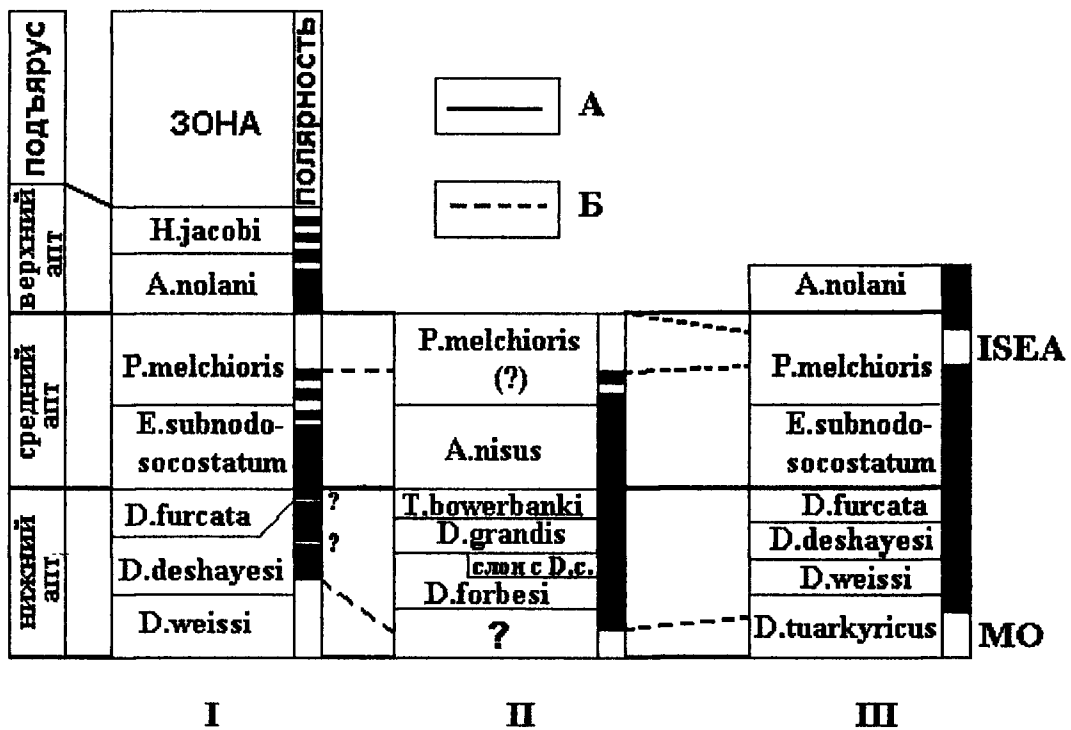 подъярус
ЗОНА
полярность
А
Б
верхний
апт
H.jacobi
A.nolani
A.nolani
средний
апт
P.melchioris
P.melchioris
(?)
P.melchioris
ISEA
E.subnodo-
socostatum
A.nisus
E.subnodo-
socostatum
нижний
апт
D.furcata
?
T.bowerbanki
D.furcata
D.grandis
?
D.deshayesi
D.deshayesi
слои с D.c.
D.forbesi
D.weissi
D.weissi
?
D.tuarkyricus
MO
I
II
III